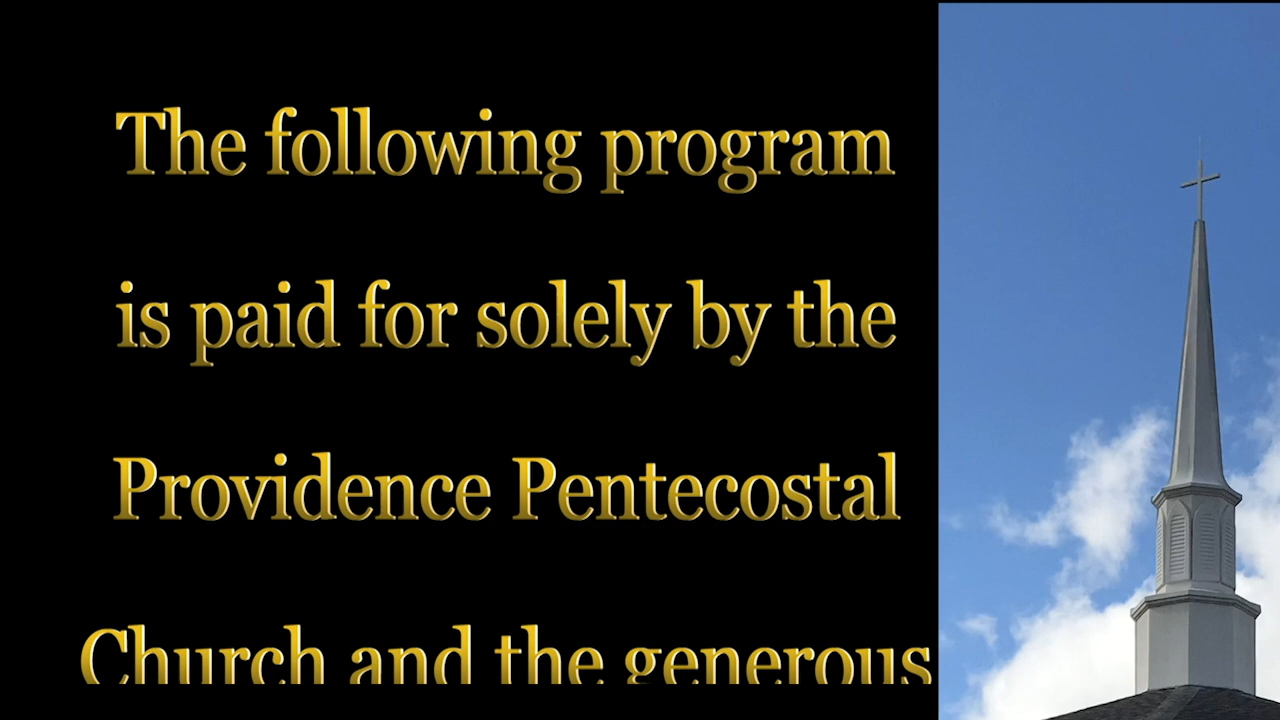 The following program
is paid for solely by the
Providence Pentecostal
Church and the generous